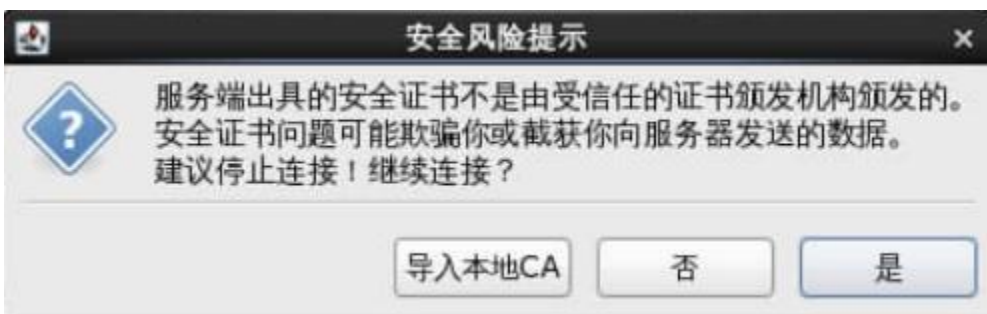 安全风险提示
服务端出具的安全证书不是由受信任的证书颁发机构颁发的。
安全证书问题可能欺骗你或截获你向服务器发送的数据。
建议停止连接！继续连接？
导入本地CA
否
是